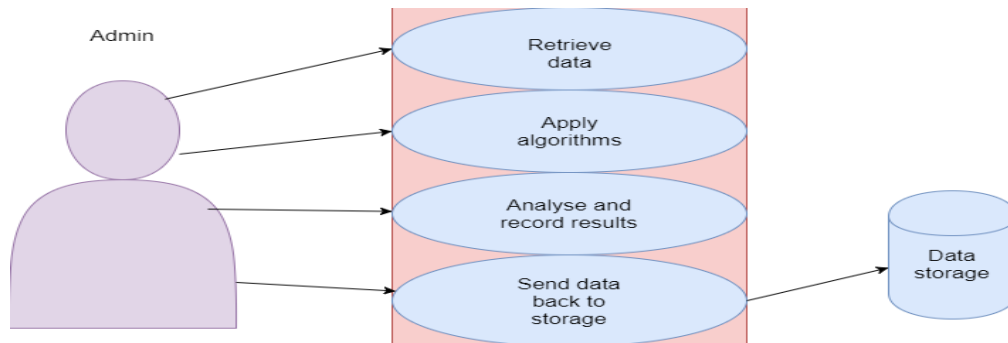 Admin
Retrieve
data
Apply
algorithms
Analyse and
record results
Send data
back to
storage
Data
storage